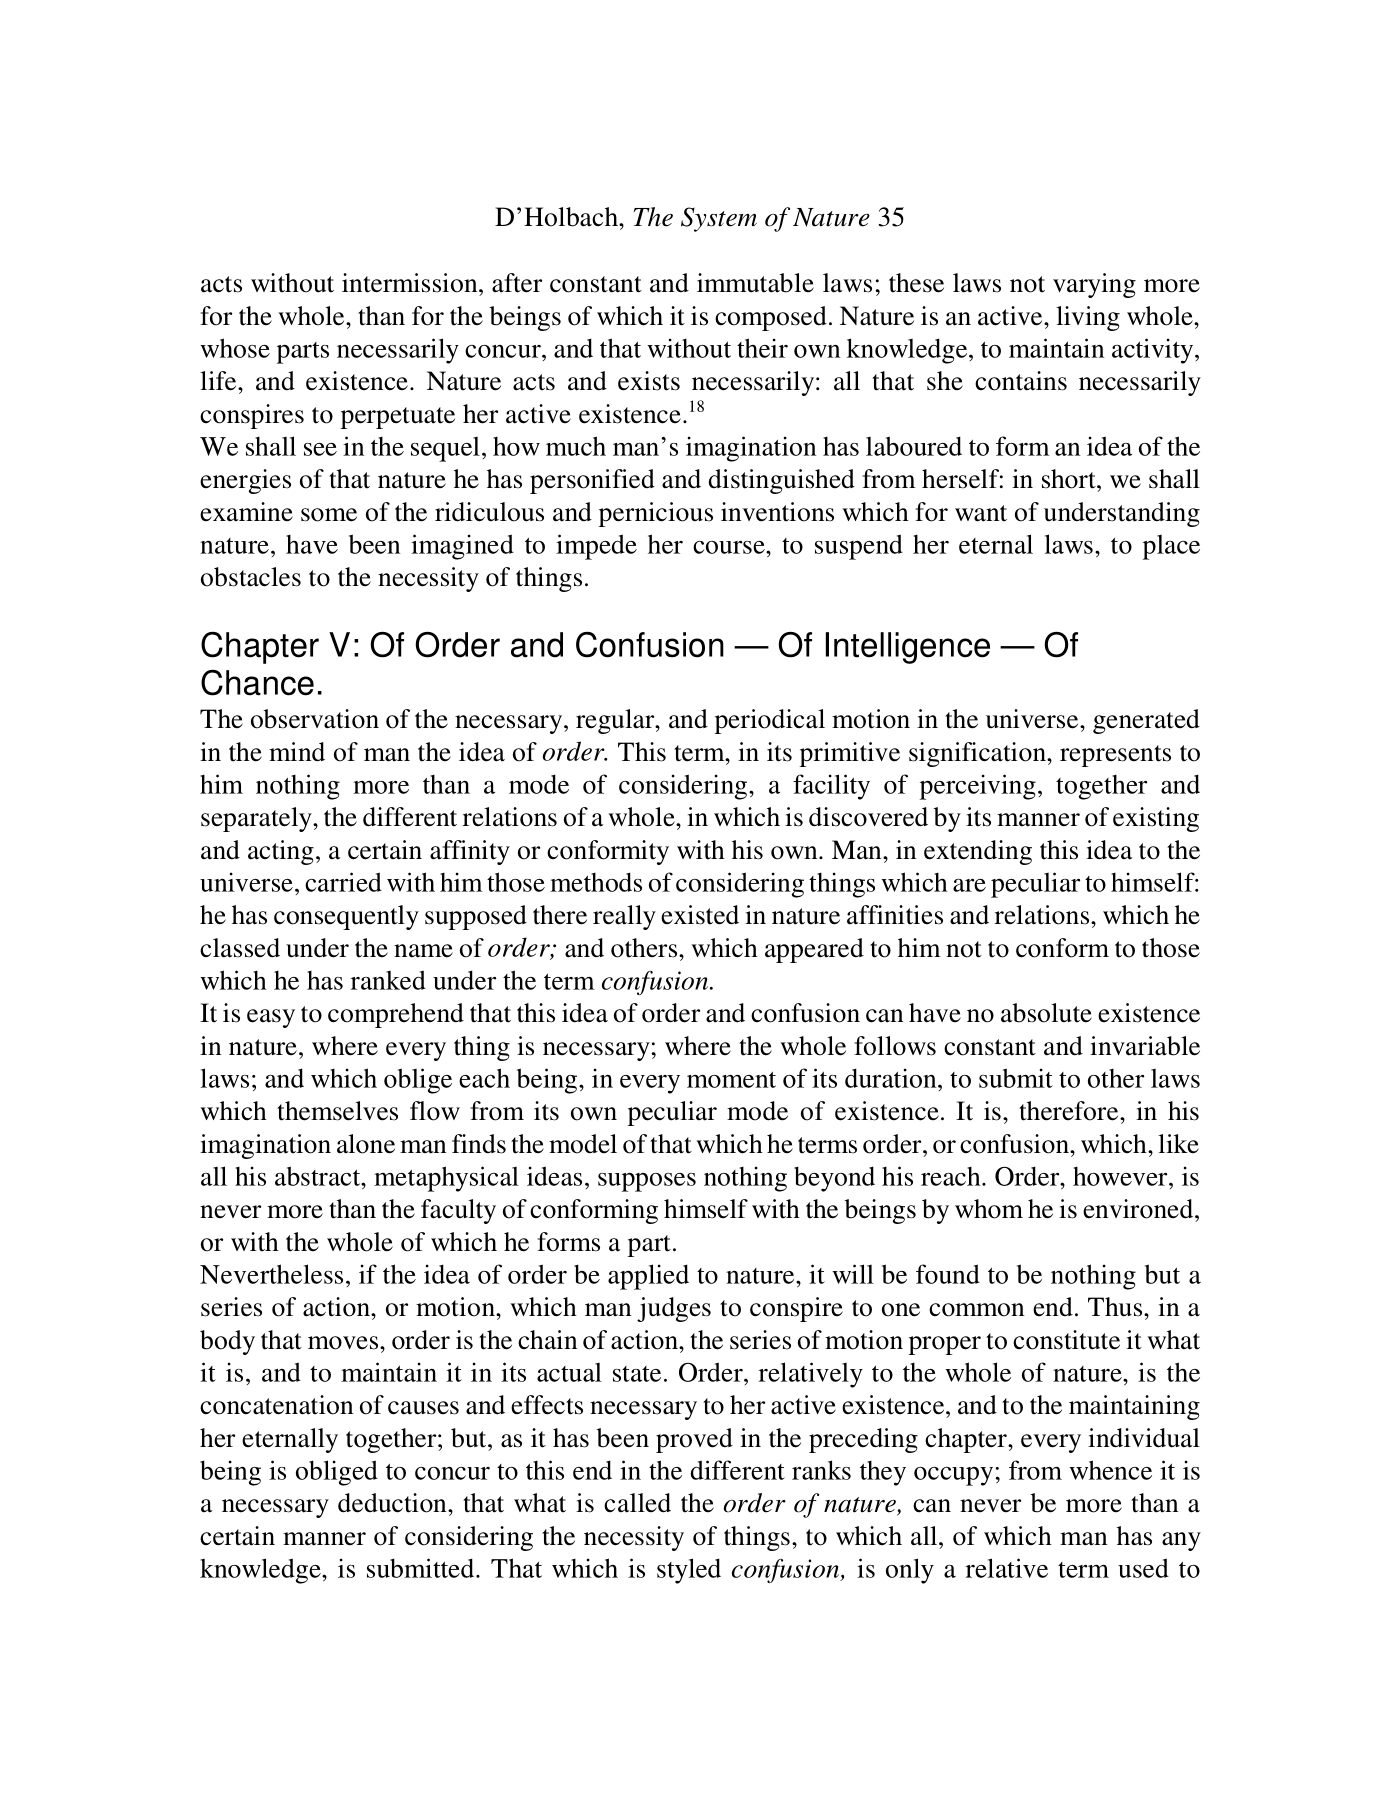 D’Holbach, The System of Nature 35
acts without intermission, after constant and immutable laws; these laws not varying more
for the whole, than for the beings of which it is composed. Nature is an active, living whole,
whose parts necessarily concur, and that without their own knowledge, to maintain activity,
life, and existence. Nature acts and exists necessarily: all that she contains necessarily
conspires to perpetuate her active existence.18
We shall see in the sequel, how much man’s imagination has laboured to form an idea of the
energies of that nature he has personified and distinguished from herself: in short, we shall
examine some of the ridiculous and pernicious inventions which for want of understanding
nature, have been imagined to impede her course, to suspend her eternal laws, to place
obstacles to the necessity of things.
Chapter V: Of Order and Confusion — Of Intelligence — Of
Chance.
The observation of the necessary, regular, and periodical motion in the universe, generated
in the mind of man the idea of order. This term, in its primitive signification, represents to
him nothing more than a mode of considering, a facility of perceiving, together and
separately, the different relations of a whole, in which is discovered by its manner of existing
and acting, a certain affinity or conformity with his own. Man, in extending this idea to the
universe, carried with him those methods of considering things which are peculiar to himself:
he has consequently supposed there really existed in nature affinities and relations, which he
classed under the name of order; and others, which appeared to him not to conform to those
which he has ranked under the term confusion.
It is easy to comprehend that this idea of order and confusion can have no absolute existence
in nature, where every thing is necessary; where the whole follows constant and invariable
laws; and which oblige each being, in every moment of its duration, to submit to other laws
which themselves flow from its own peculiar mode of existence. It is, therefore, in his
imagination alone man finds the model of that which he terms order, or confusion, which, like
all his abstract, metaphysical ideas, supposes nothing beyond his reach. Order, however, is
never more than the faculty of conforming himself with the beings by whom he is environed,
or with the whole of which he forms a part.
Nevertheless, if the idea of order be applied to nature, it will be found to be nothing but a
series of action, or motion, which man judges to conspire to one common end. Thus, in a
body that moves, order is the chain of action, the series of motion proper to constitute it what
it is, and to maintain it in its actual state. Order, relatively to the whole of nature, is the
concatenation of causes and effects necessary to her active existence, and to the maintaining
her eternally together; but, as it has been proved in the preceding chapter, every individual
being is obliged to concur to this end in the different ranks they occupy; from whence it is
a necessary deduction, that what is called the order of nature, can never be more than a
certain manner of considering the necessity of things, to which all, of which man has any
knowledge, is submitted. That which is styled confusion, is only a relative term used to